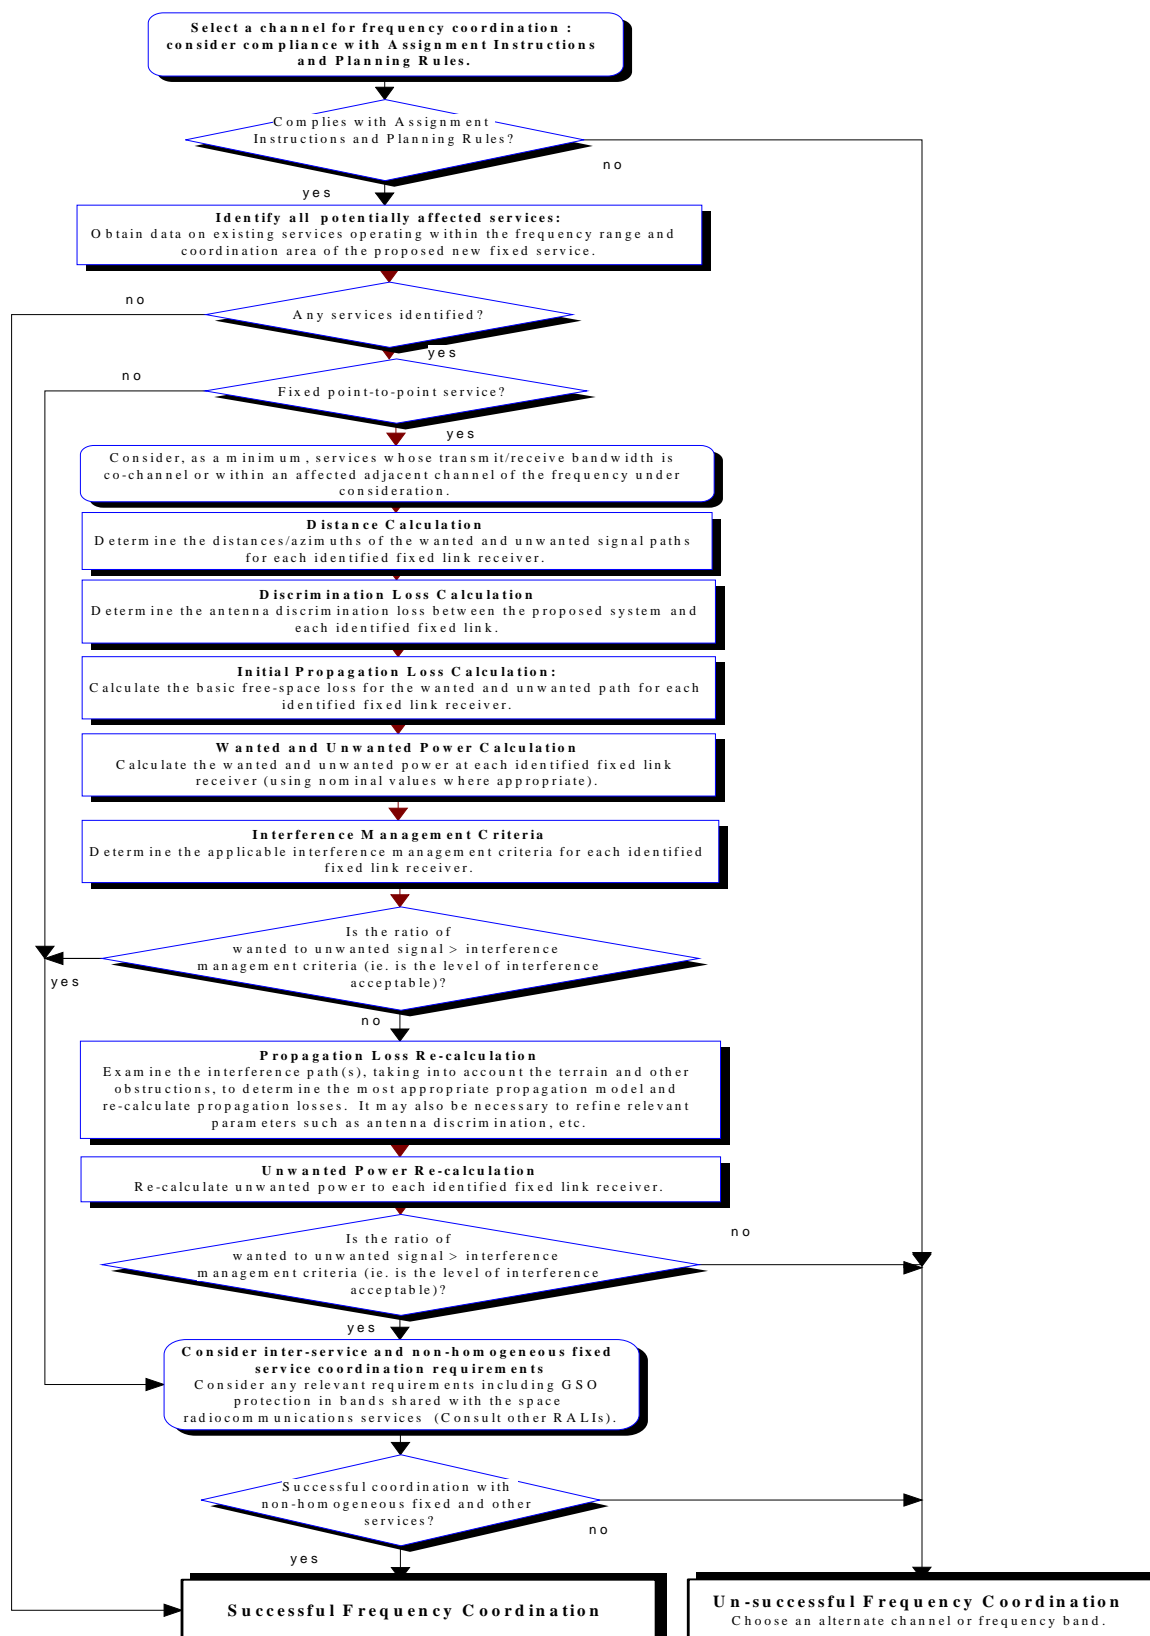 Select a channel for frequency coordination :
consider compliance with Assignment Instructions
and Planning Rules.
Complies with Assignment
Instructions and Planning Rules?
no
yes
Identify all potentially affected services:
Obtain data on existing services operating within the frequency range and
coordination area of the proposed new fixed service.
no
Any services identified?
yes
no
Fixed point-to-point service?
yes
Consider, as a minimum, services whose transmit/receive bandwidth is
co-channel or within an affected adjacent channel of the frequency under
consideration.
Distance Calculation
Determine the distances/azimuths of the wanted and unwanted signal paths
for each identified fixed link receiver.
Discrimination Loss Calculation
Determine the antenna discrimination loss between the proposed system and
each identified fixed link.
Initial Propagation Loss Calculation:
Calculate the basic free-space loss for the wanted and unwanted path for each
identified fixed link receiver.
Wanted and Unwanted Power Calculation
Calculate the wanted and unwanted power at each identified fixed link
receiver (using nominal values where appropriate).
Interference Management Criteria
Determine the applicable interference management criteria for each identified
fixed link receiver.
Is the ratio of
wanted to unwanted signal > interference
management criteria (ie. is the level of interference
acceptable)?
yes
no
Propagation Loss Re-calculation
Examine the interference path(s), taking into account the terrain and other
obstructions, to determine the most appropriate propagation model and
re-calculate propagation losses. It may also be necessary to refine relevant
parameters such as antenna discrimination, etc.
Unwanted Power Re-calculation
Re-calculate unwanted power to each identified fixed link receiver.
no
Is the ratio of
wanted to unwanted signal > interference
management criteria (ie. is the level of interference
acceptable)?
yes
Consider inter-service and non-homogeneous fixed
service coordination requirements
Consider any relevant requirements including GSO
protection in bands shared with the space
radiocommunications services (Consult other RALIs).
Successful coordination with
non-homogeneous fixed and other
services?
no
yes
Successful Frequency Coordination
Un-successful Frequency Coordination
Choose an alternate channel or frequency band.